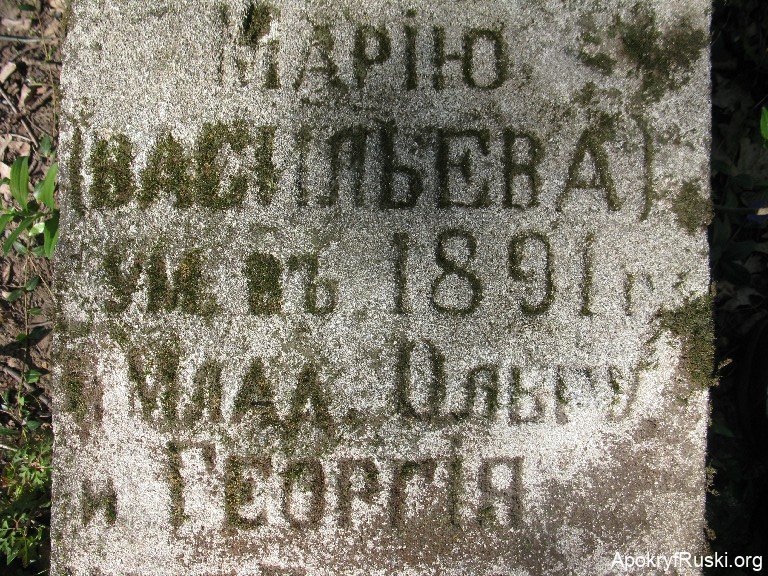 Марію
(Васильева)
ум. въ 1891 г.
и Млад. Ольгу
и Георгія
ApokryfRuski.org